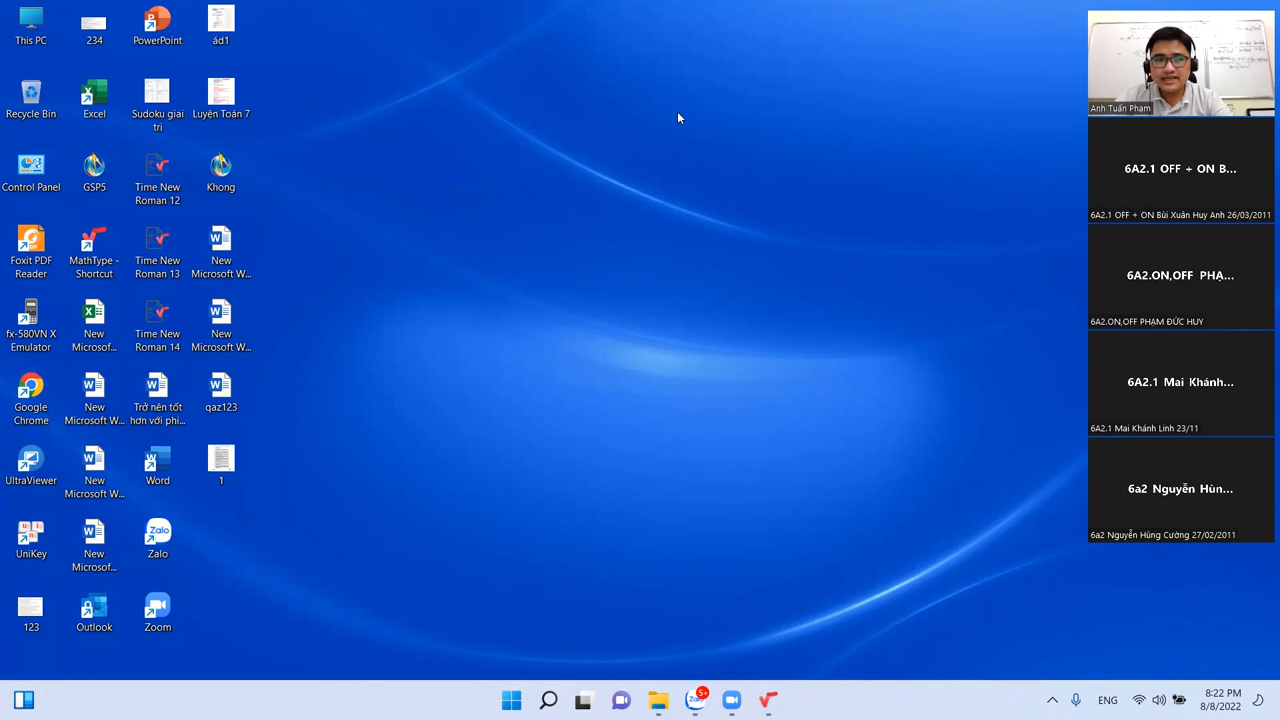 This PC
234
PowerPoint
ád1
Recycle Bin
Excel
Sudoku giai
trí
Luyện Toán 7
Control Panel
GSP5
Time New
Roman 12
Khong
Foxit PDF
Reader
MathType -
Shortcut
Time New
Roman 13
New
Microsoft W...
fx-580VN X
Emulator
New
Microsof...
Time New
Roman 14
New
Microsoft W...
Google
Chrome
New
Microsoft W...
Trở nên tốt
hơn với phi...
qaz123
UltraViewer
New
Microsoft W...
Word
1
UniKey
New
Microsof...
Zalo
123
Outlook
Zoom
Anh Tuấn Phạm
6A2.1 OFF + ON B...
6A2.1 OFF + ON Bùi Xuân Huy Anh 26/03/2011
6A2.ON,OFF PHẠ...
6A2.ON,OFF PHẠM ĐỨC HUY
6A2.1 Mai Khánh...
6A2.1 Mai Khánh Linh 23/11
6a2 Nguyễn Hùn...
6a2 Nguyễn Hùng Cường 27/02/2011
5+
ENG
8:22 PM
8/8/2022